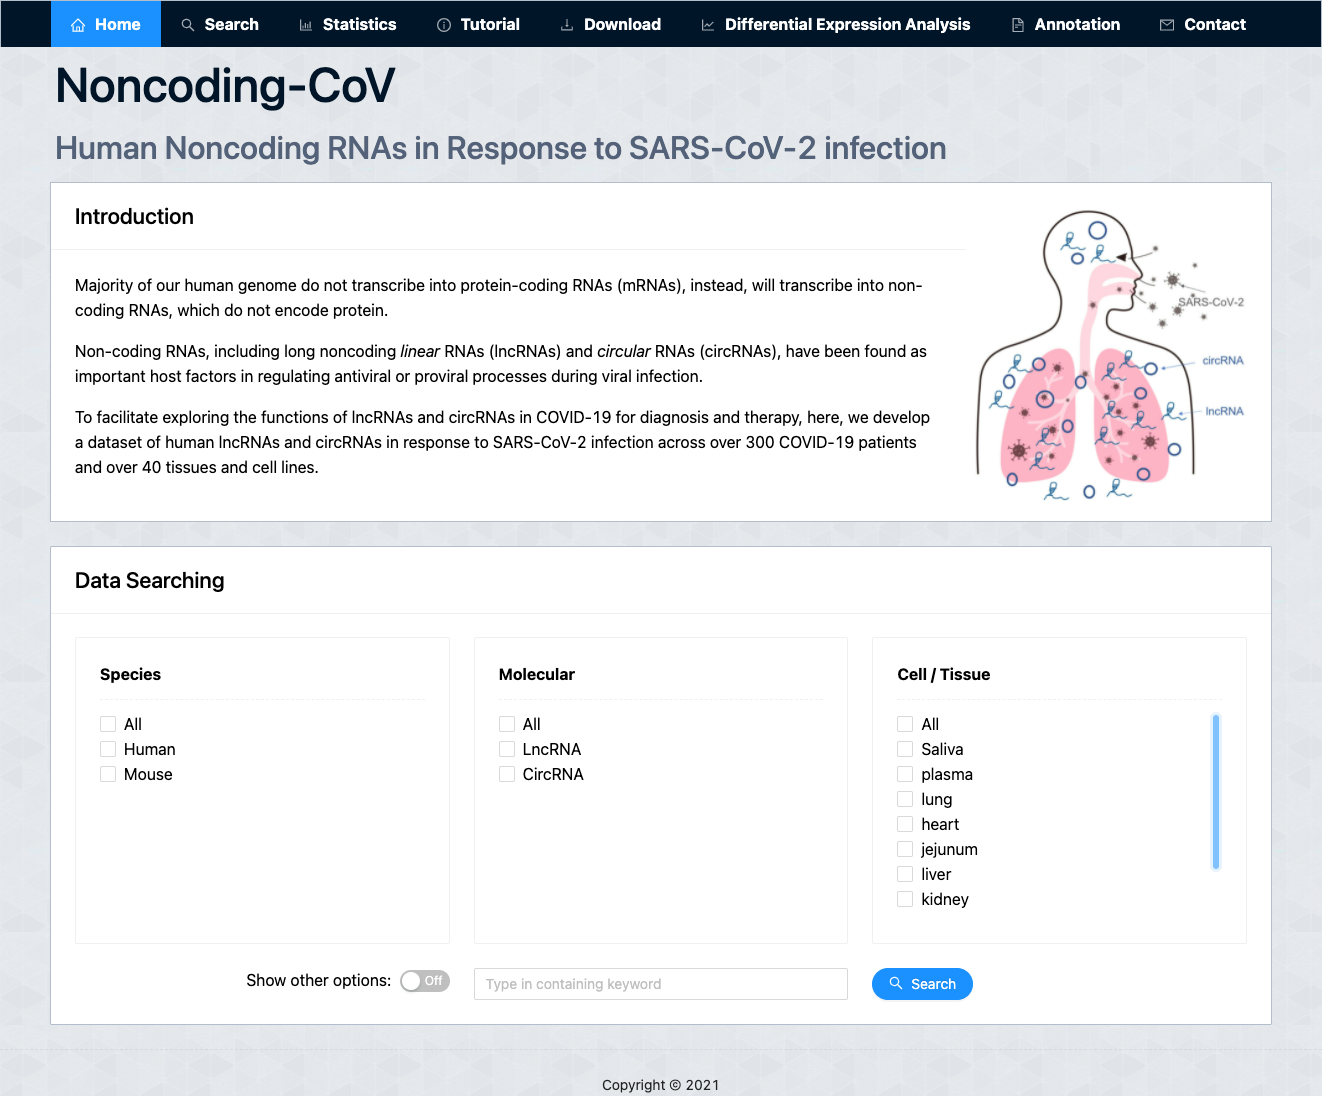 Home Search Statistics Tutorial Download Differential Expression Analysis Annotation Contact
Noncoding-CoV
Human Noncoding RNAs in Response to SARS-CoV-2 infection
Introduction
Majority of our human genome do not transcribe into protein-coding RNAs (mRNAs), instead, will transcribe into non-
coding RNAs, which do not encode protein.
Non-coding RNAs, including long noncoding linear RNAs (lncRNAs) and circular RNAs (circRNAs), have been found as
important host factors in regulating antiviral or proviral processes during viral infection.
To facilitate exploring the functions of lncRNAs and circRNAs in COVID-19 for diagnosis and therapy, here, we develop
a dataset of human lncRNAs and circRNAs in response to SARS-CoV-2 infection across over 300 COVID-19 patients
and over 40 tissues and cell lines.
SARS-CoV-2
circRNA
lncRNA
Data Searching
Species
All
Human
Mouse
Molecular
All
LncRNA
CircRNA
Cell / Tissue
All
Saliva
plasma
lung
heart
jejunum
liver
kidney
Show other options: Off
Type in containing keyword
Search
Copyright © 2021